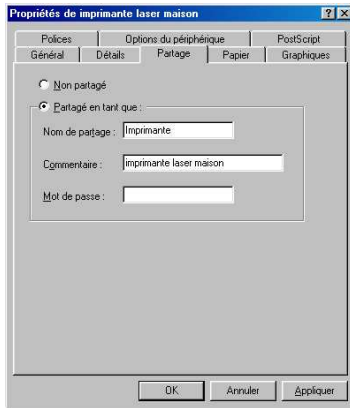 Propriétés de imprimante laser maison
Polices Options du périphérique PostScript
Général Détails Partage Papier Graphiques
Non partagé
Partagé en tant que :
Nom de partage : Imprimante
Commentaire : imprimante laser maison
Mot de passe :
OK Annuler Appliquer